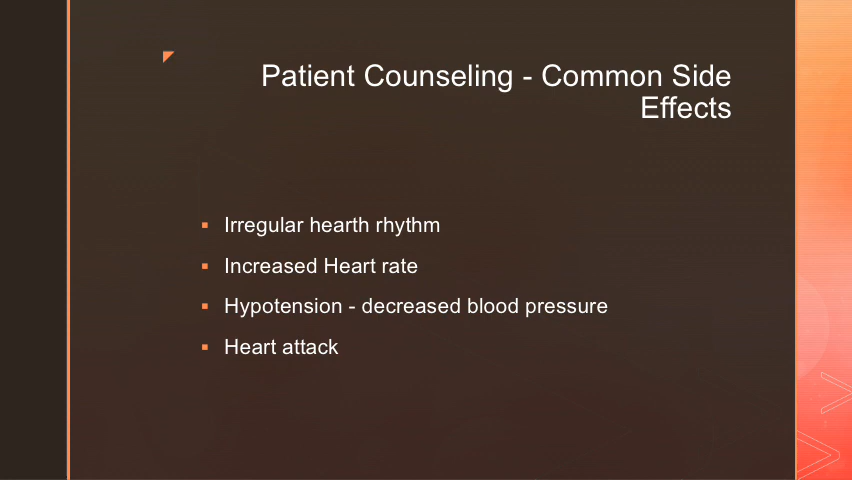 Patient Counseling - Common Side
Effects
▪ Irregular hearth rhythm
▪ Increased Heart rate
▪ Hypotension - decreased blood pressure
▪ Heart attack